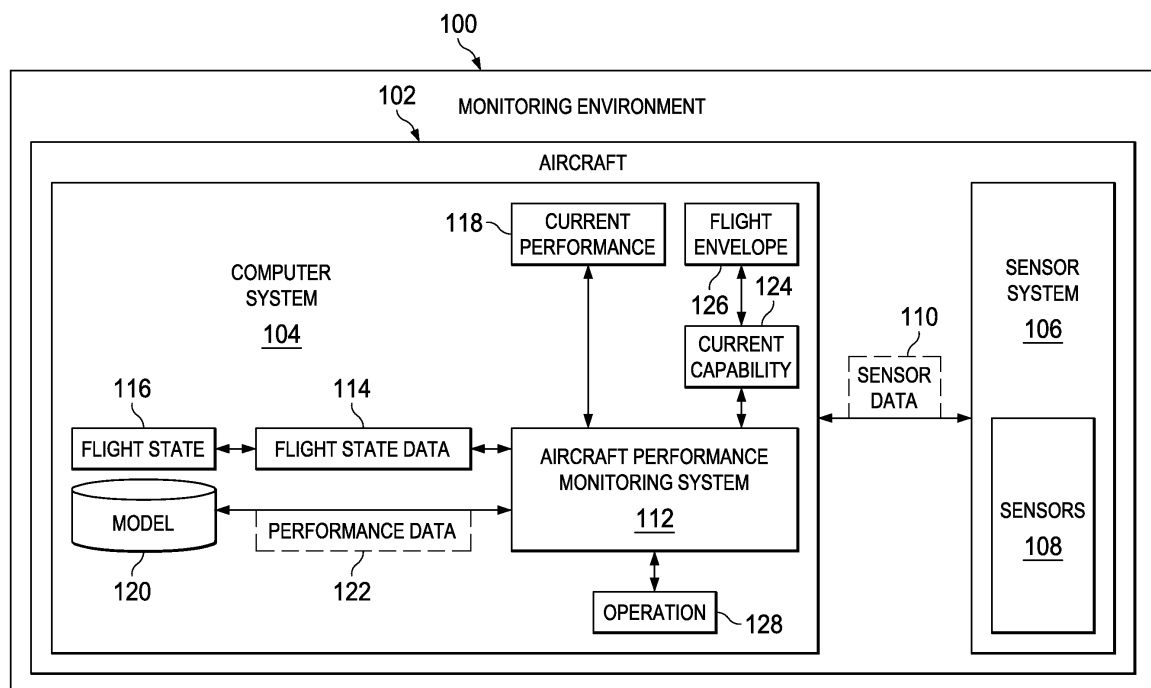 100
MONITORING ENVIRONMENT
102
AIRCRAFT
COMPUTER
SYSTEM
104
118
CURRENT
PERFORMANCE
FLIGHT
ENVELOPE
126
124
CURRENT
CAPABILITY
116
FLIGHT STATE
114
FLIGHT STATE DATA
AIRCRAFT PERFORMANCE
MONITORING SYSTEM
112
MODEL
120
PERFORMANCE DATA
122
OPERATION
128
110
SENSOR
DATA
SENSOR
SYSTEM
106
SENSORS
108